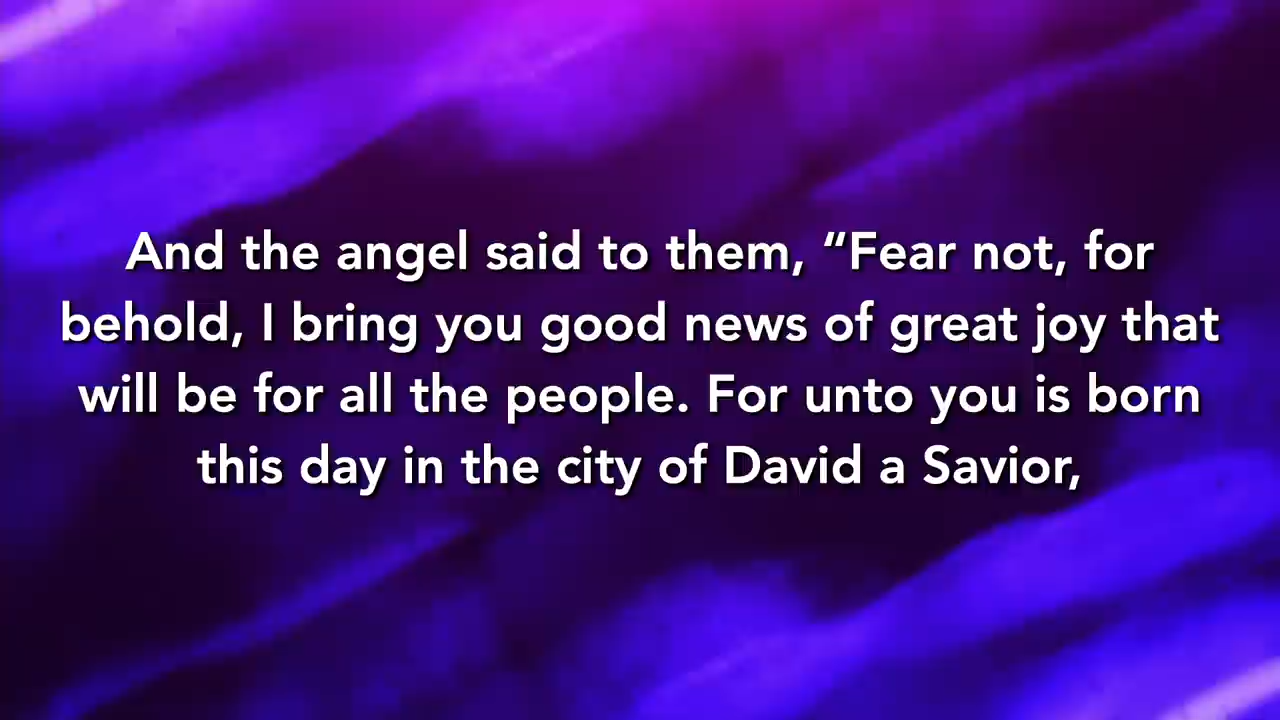 And the angel said to them, “Fear not, for
behold, I bring you good news of great joy that
will be for all the people. For unto you is born
this day in the city of David a Savior,